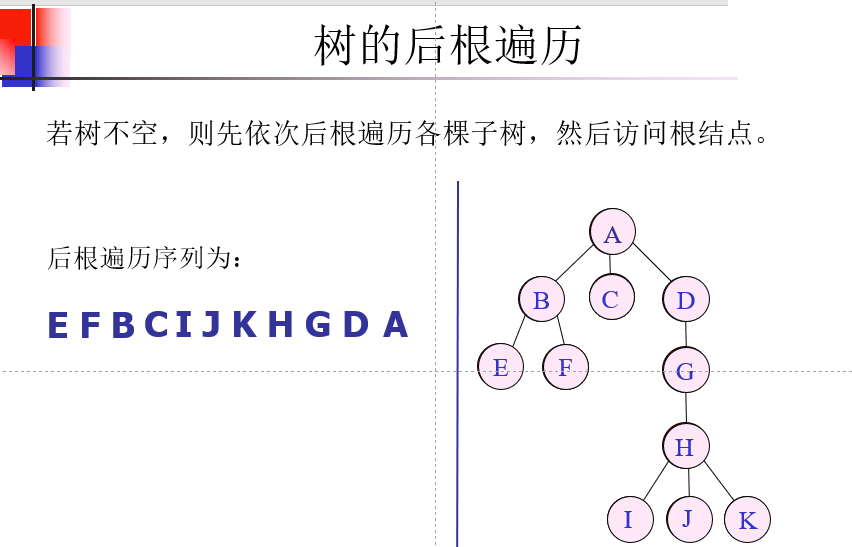 树的后根遍历
若树不空，则先依次后根遍历各棵子树，然后访问根结点。
后根遍历序列为：
E F B C I J K H G D A
A
B C D
E F G
H
I J K